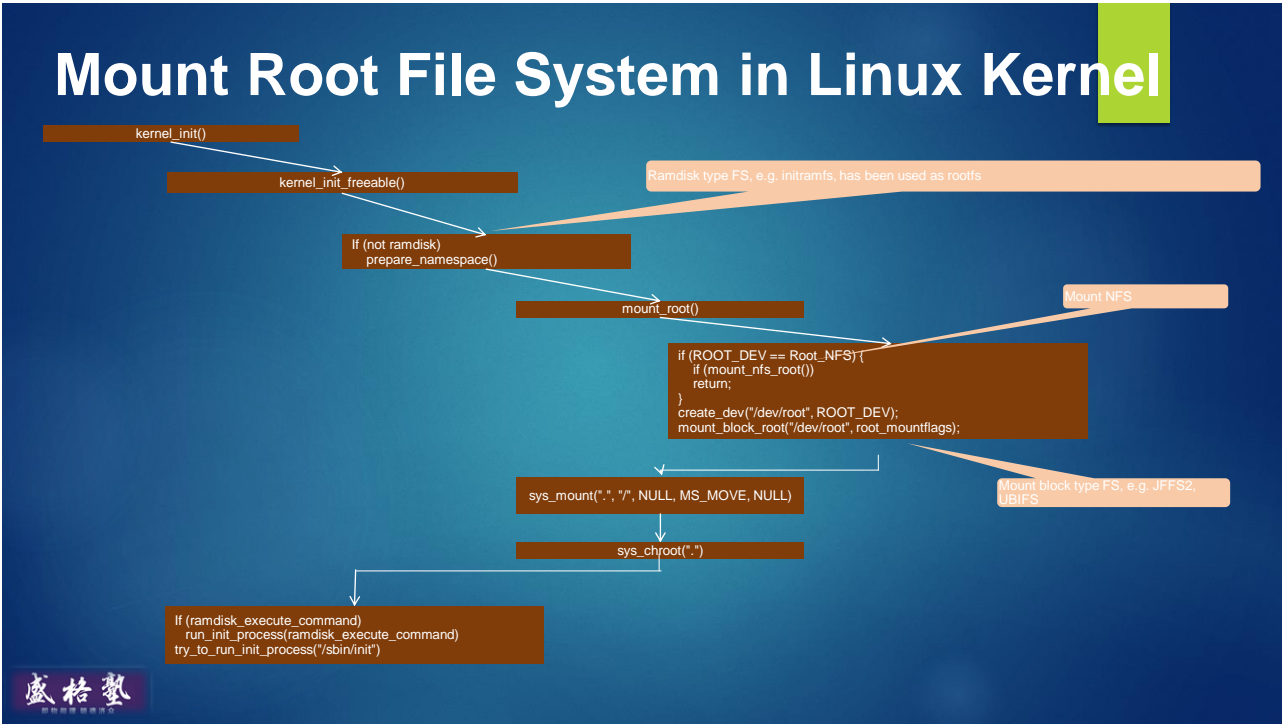 Mount Root File System in Linux Kernel
kernel_init()
kernel_init_freeable()
Ramdisk type FS, e.g. initramfs, has been used as rootfs
If (not ramdisk)
prepare_namespace()
Mount NFS
mount_root()
if (ROOT_DEV == Root_NFS) {
if (mount_nfs_root())
return;
}
create_dev("/dev/root", ROOT_DEV);
mount_block_root("/dev/root", root_mountflags);
Mount block type FS, e.g. JFFS2,
UBIFS
sys_mount(".", "/", NULL, MS_MOVE, NULL)
sys_chroot(".")
If (ramdisk_execute_command)
run_init_process(ramdisk_execute_command)
try_to_run_init_process("/sbin/init")
盛格塾